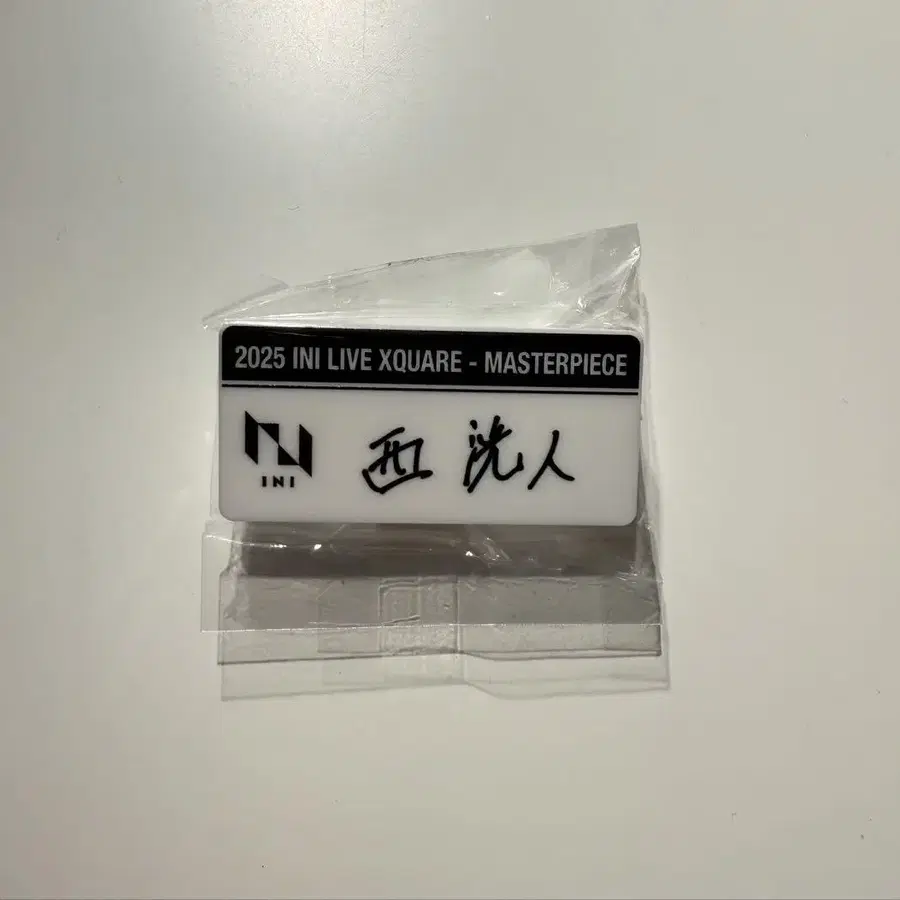 2025 INI LIVE XQUARE - MASTERPIECE
INI
西 洸人